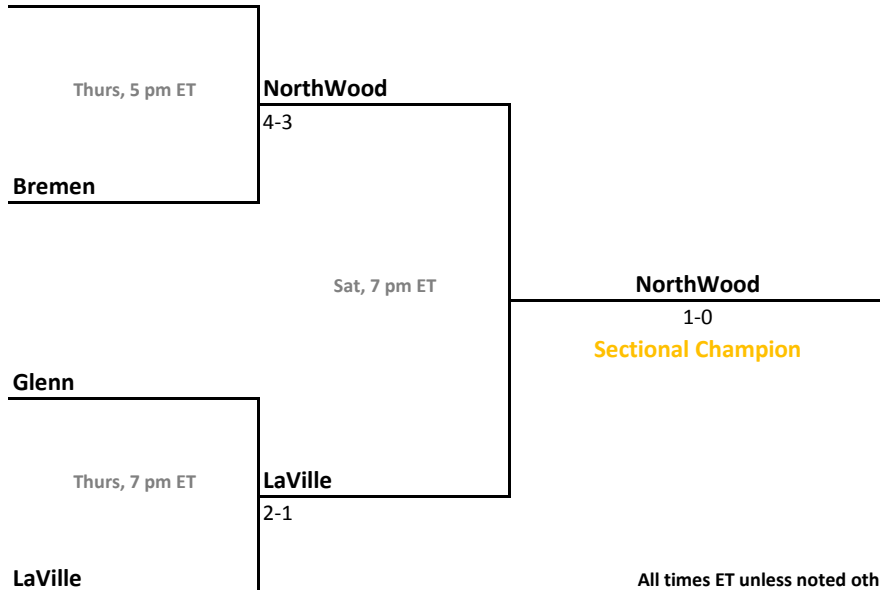 Thurs, 5 pm ET
NorthWood
4-3
Bremen
Sat, 7 pm ET
NorthWood
1-0
Sectional Champion
Glenn
Thurs, 7 pm ET
LaVille
2-1
LaVille
All times ET unless noted oth